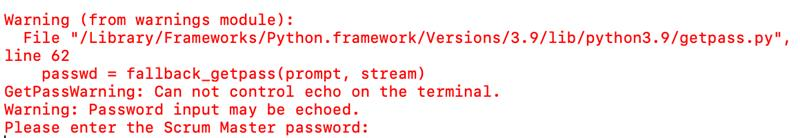 Warning (from warnings module):
  File "/Library/Frameworks/Python.framework/Versions/3.9/lib/python3.9/getpass.py",
line 62
    passwd = fallback_getpass(prompt, stream)
GetPassWarning: Can not control echo on the terminal.
Warning: Password input may be echoed.
Please enter the Scrum Master password: